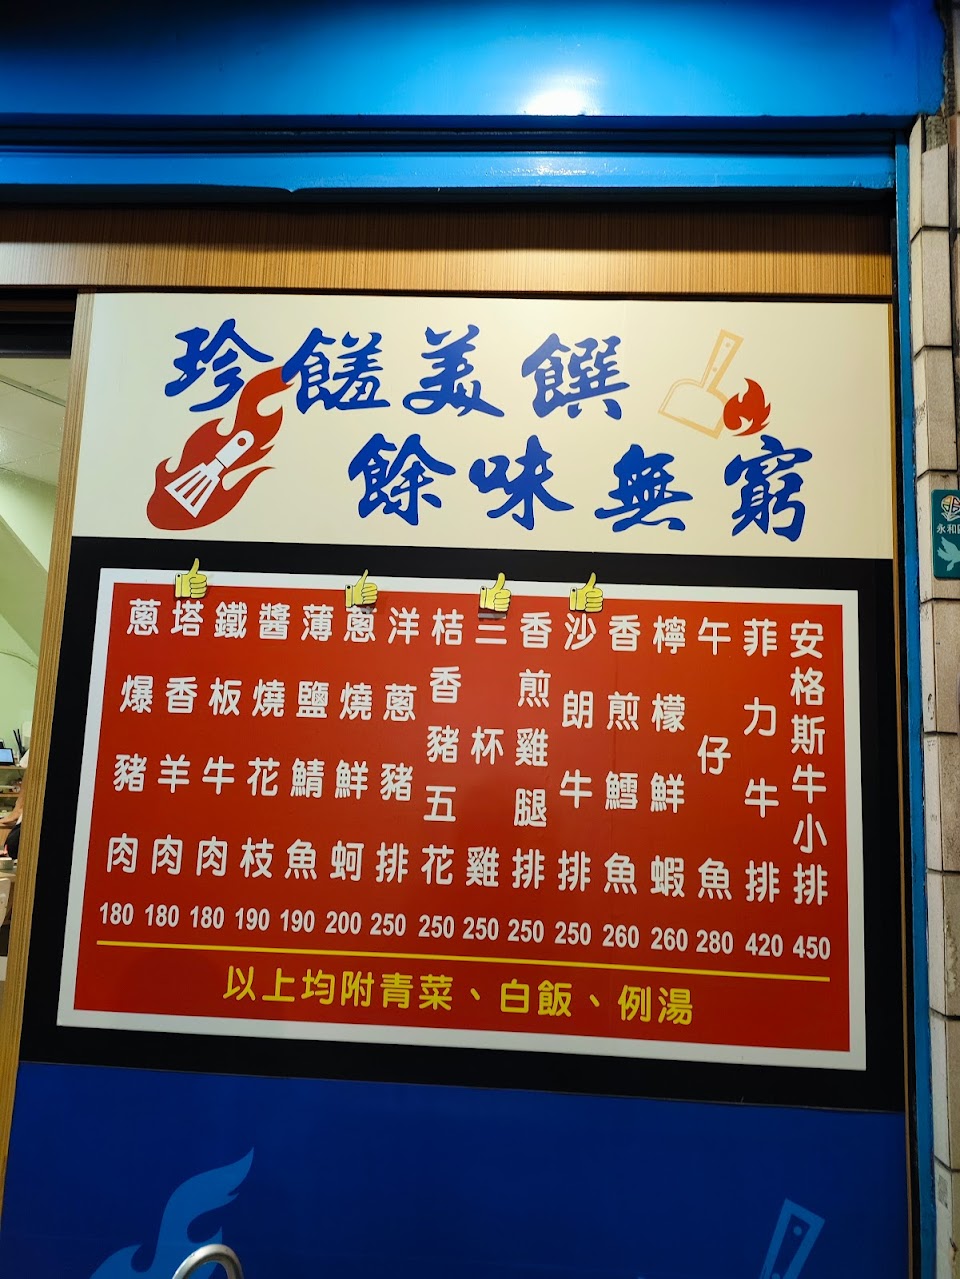 珍饈美饌
餘味無窮
蔥爆豬肉 180
塔香羊肉 180
鐵板牛肉 180
醬燒花枝 190
薄鹽鯖魚 190
蔥燒鮮蚵 200
洋蔥豬排 250
桔香豬五花 250
三杯雞 250
香煎雞腿排 250
沙朗牛排 250
香煎鱈魚 260
檸檬鮮蝦 260
午仔魚 280
菲力牛排 420
安格斯牛小排 450
以上均附青菜、白飯、例湯
永和